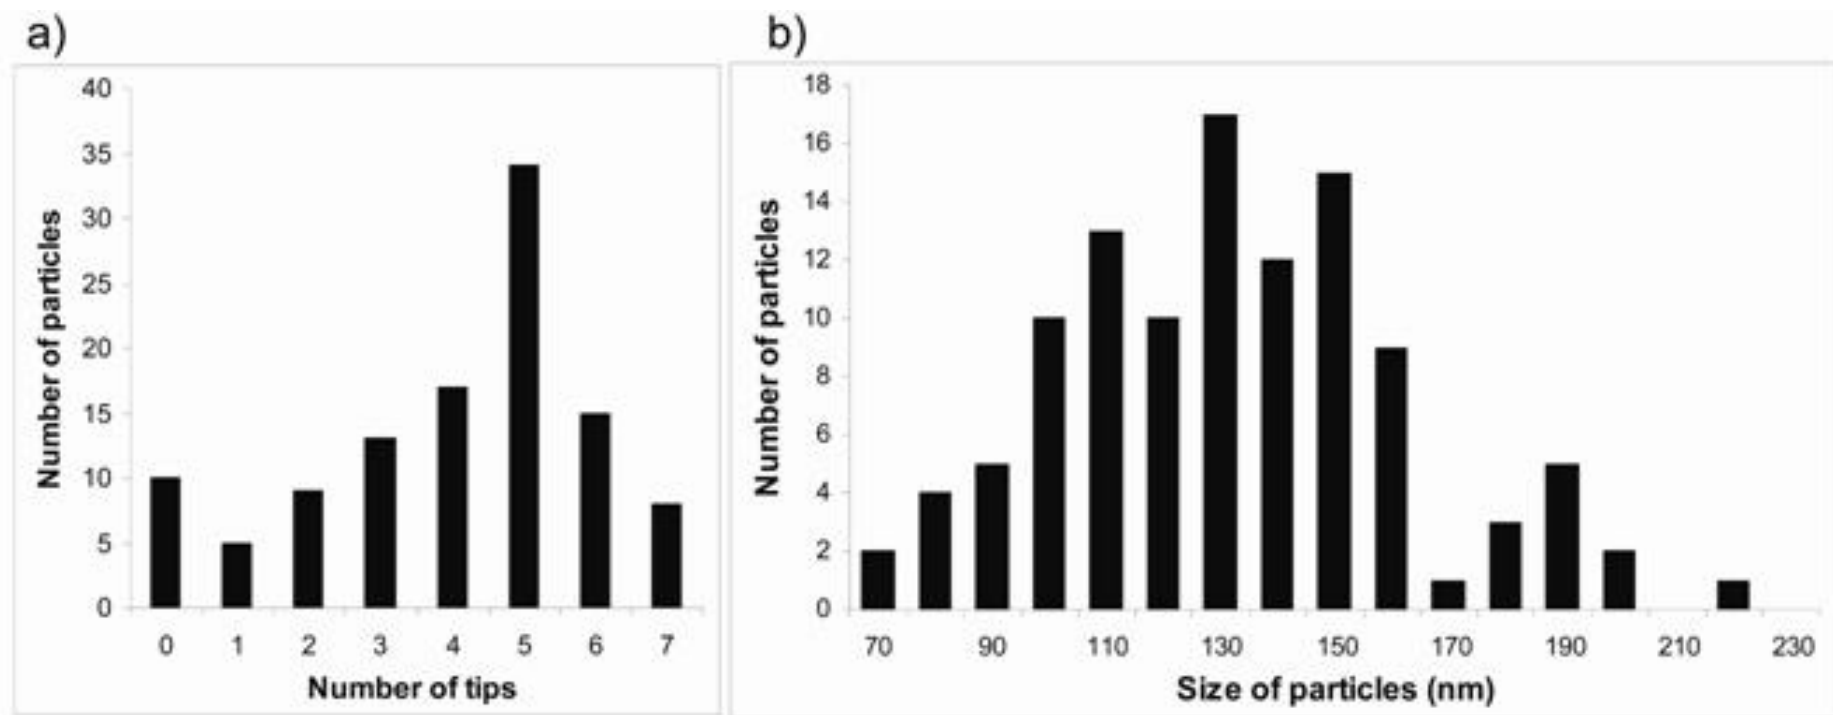 a)
40
35
30
25
20
15
10
5
0
Number of particles
0 1 2 3 4 5 6 7
Number of tips
b)
18
16
14
12
10
8
6
4
2
0
Number of particles
70 90 110 130 150 170 190 210 230
Size of particles (nm)